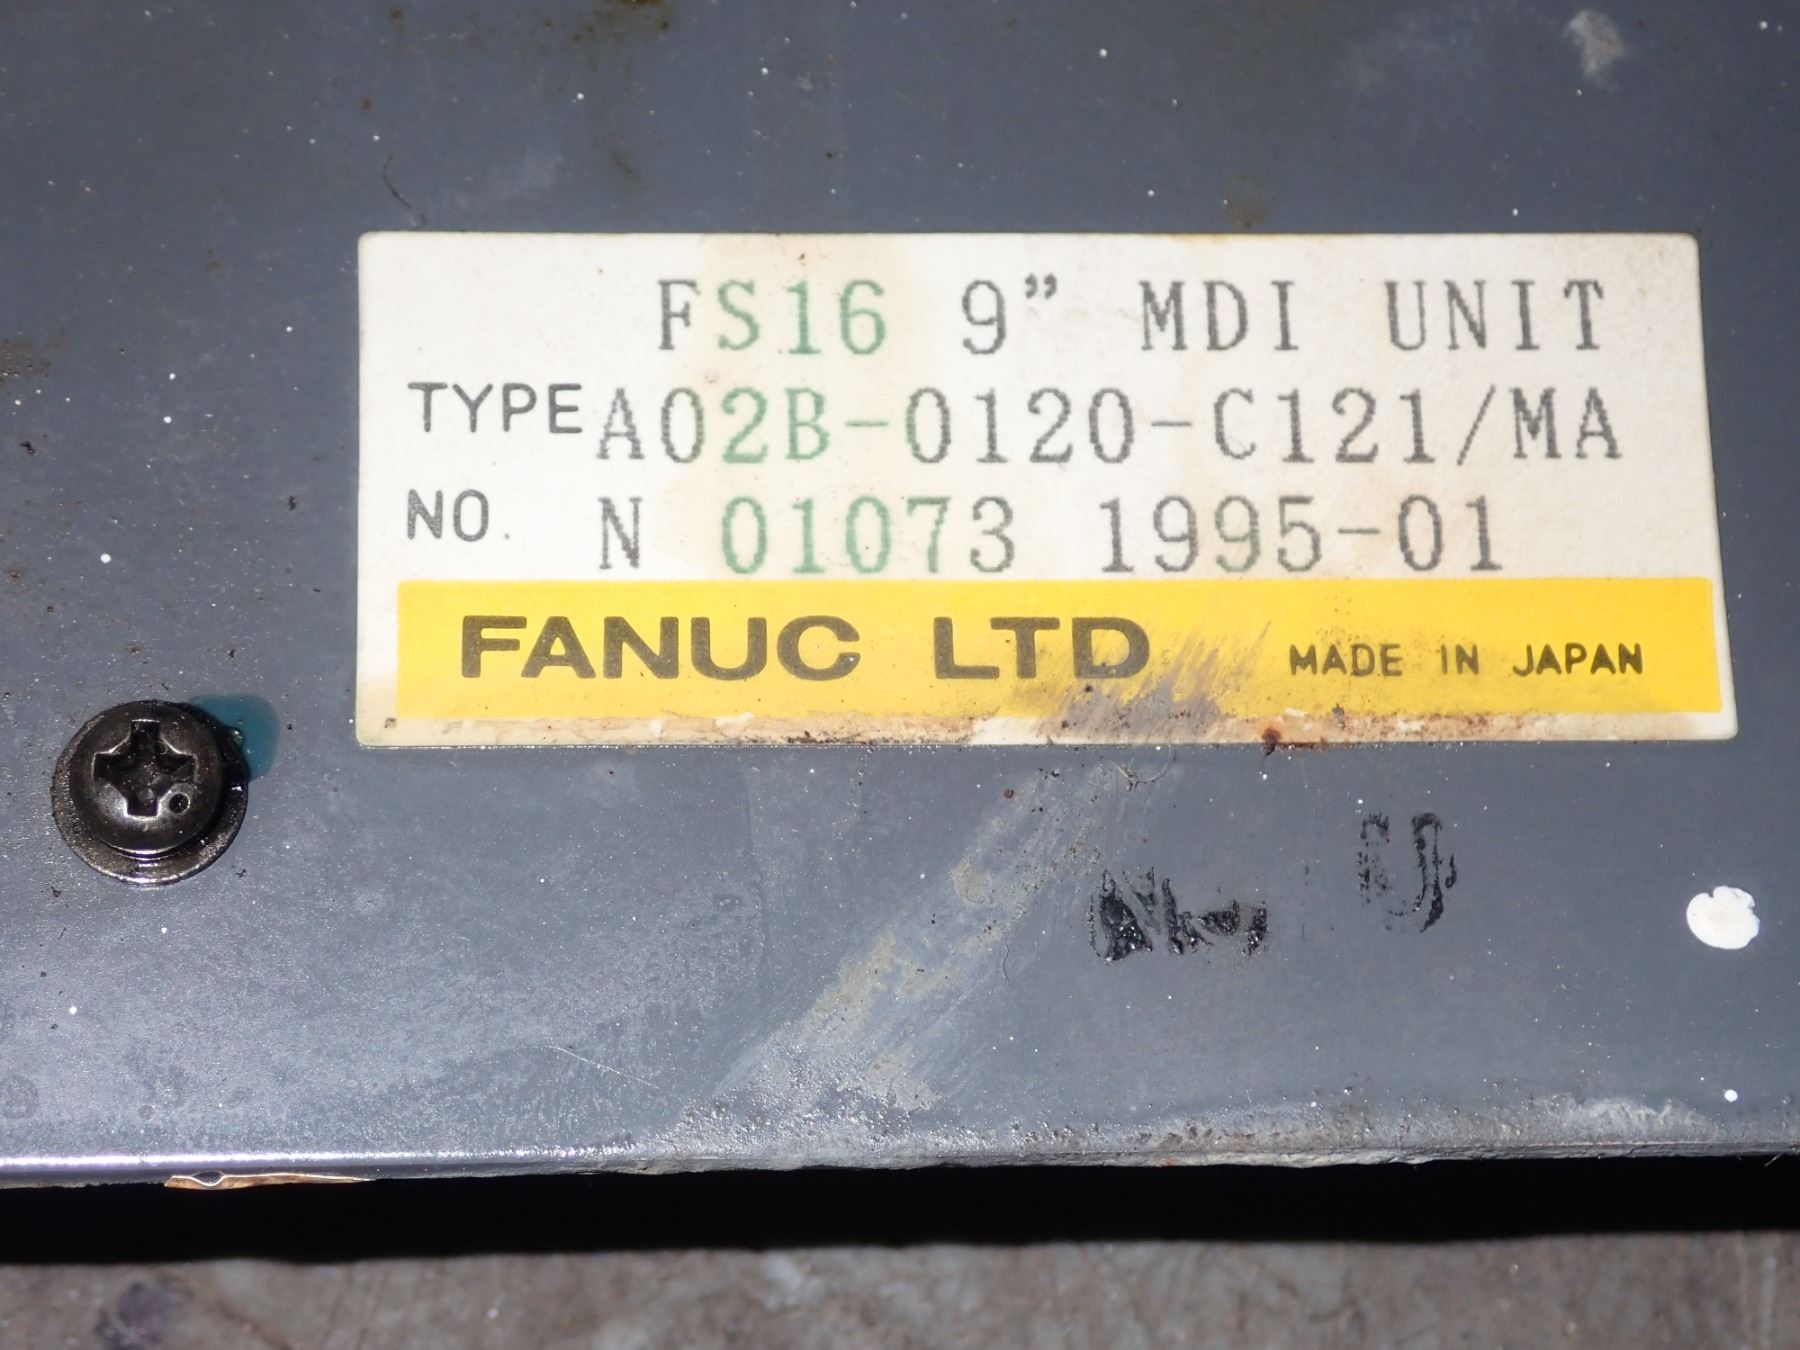 FS16 9” MDI UNIT
TYPE A02B-0120-C121/MA
NO. N 01073 1995-01
FANUC LTD MADE IN JAPAN